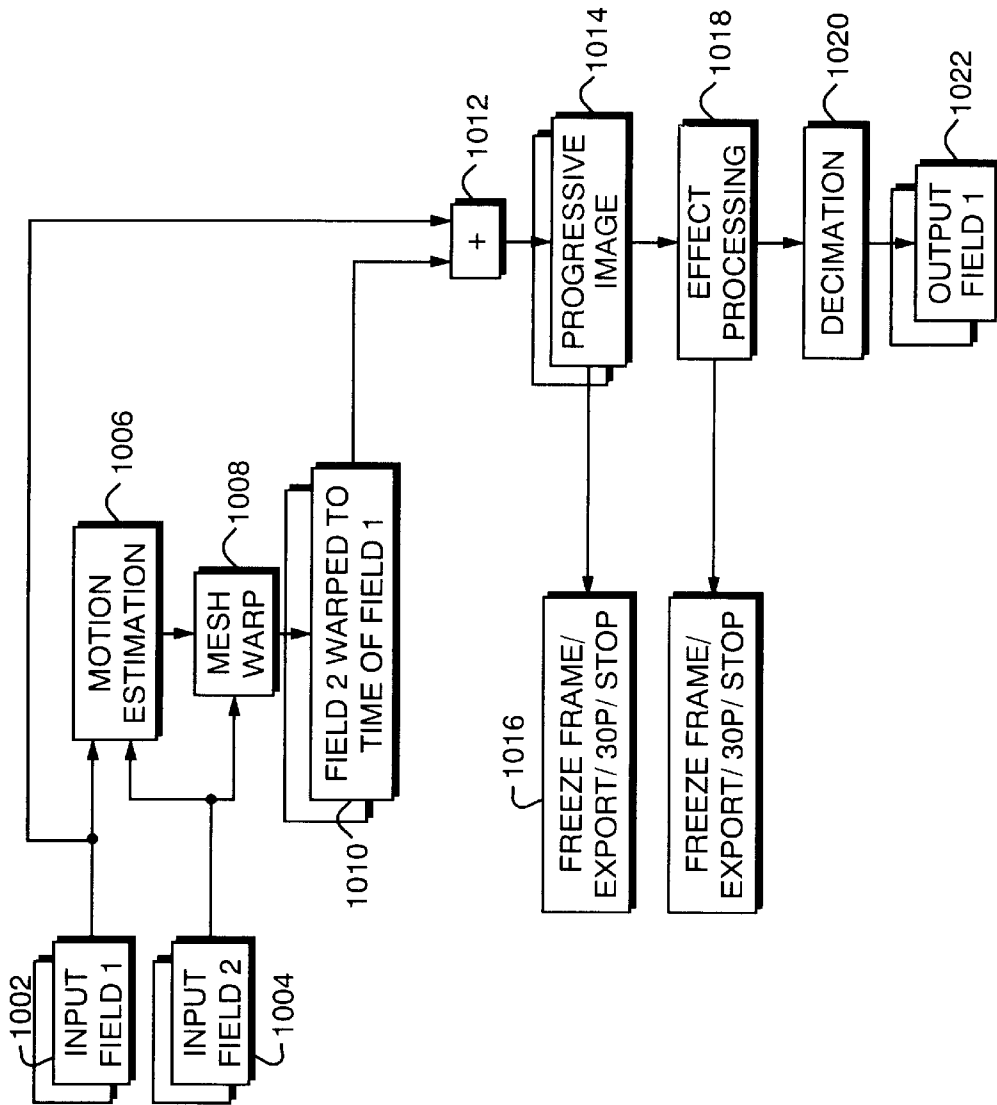 1002
INPUT
FIELD 1
INPUT
FIELD 2
1004
MOTION
ESTIMATION
1006
MESH
WARP
1008
FIELD 2 WARPED TO
TIME OF FIELD 1
1010
+
1012
PROGRESSIVE
IMAGE
1014
FREEZE FRAME/
EXPORT/ 30P/ STOP
1016
EFFECT
PROCESSING
1018
FREEZE FRAME/
EXPORT/ 30P/ STOP
DECIMATION
1020
OUTPUT
FIELD 1
1022